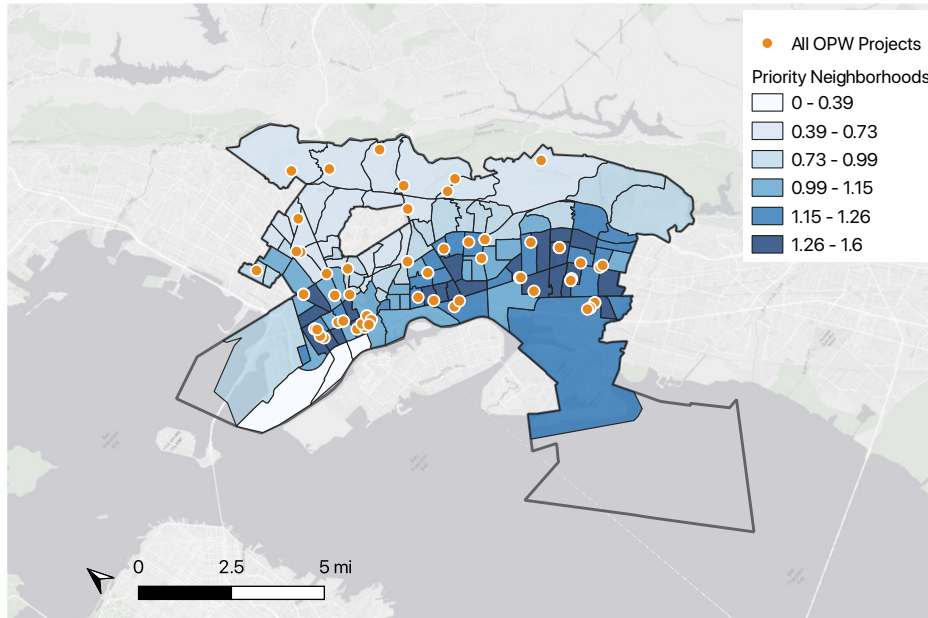 All OPW Projects
Priority Neighborhoods
0 - 0.39
0.39 - 0.73
0.73 - 0.99
0.99 - 1.15
1.15 - 1.26
1.26 - 1.6
0 2.5 5 mi